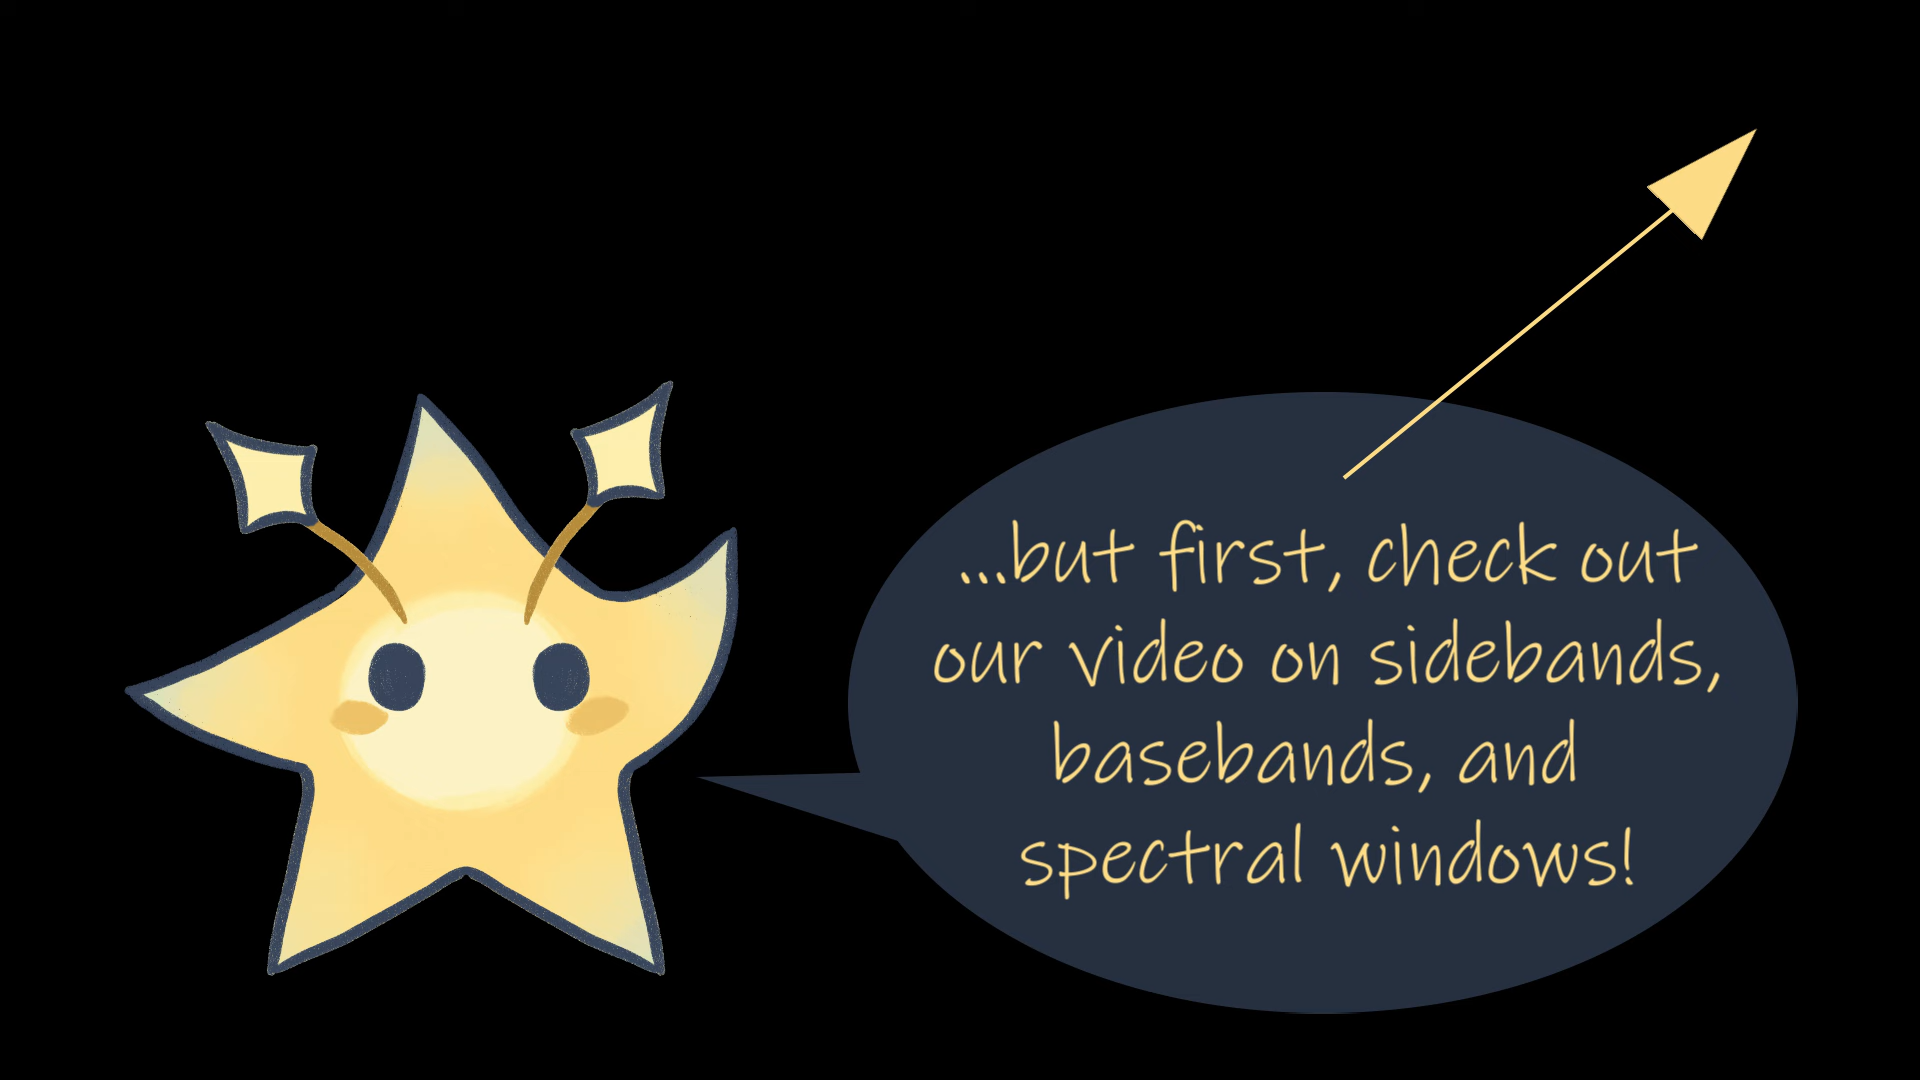 ...but first, check out
our video on sidebands,
basebands, and
spectral windows!